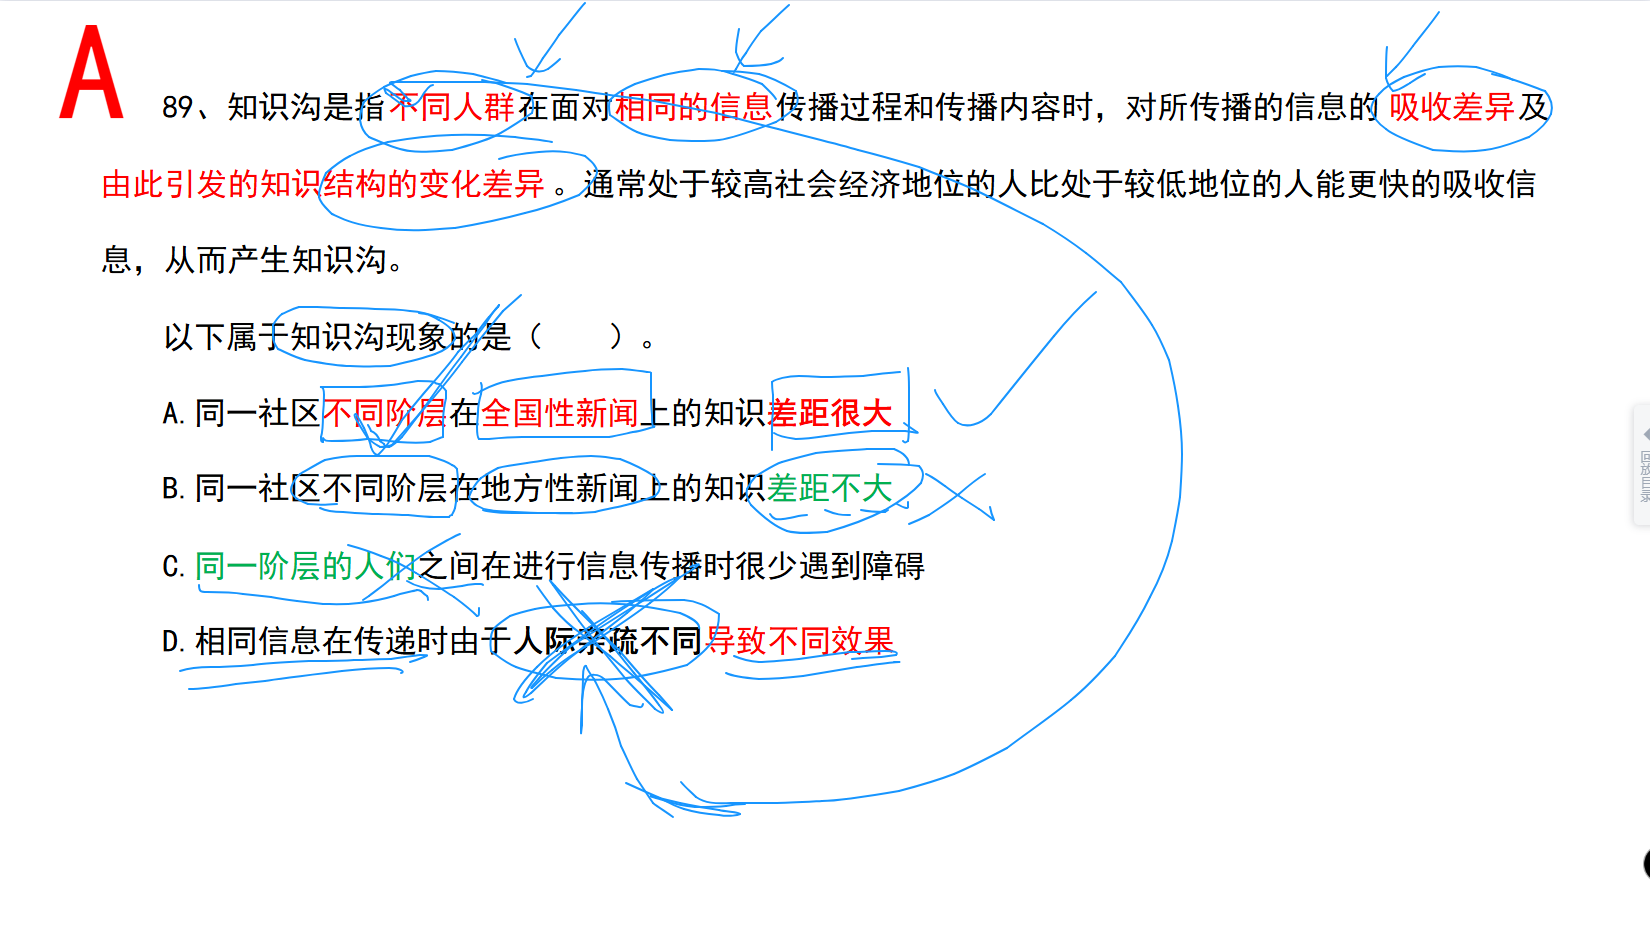 A
89、知识沟是指不同人群在面对相同的信息传播过程和传播内容时，对所传播的信息的 吸收差异及
由此引发的知识结构的变化差异 。通常处于较高社会经济地位的人比处于较低地位的人能更快的吸收信
息，从而产生知识沟。
以下属于知识沟现象的是（　　）。
A. 同一社区不同阶层在全国性新闻上的知识差距很大
B. 同一社区不同阶层在地方性新闻上的知识差距不大
C. 同一阶层的人们之间在进行信息传播时很少遇到障碍
D. 相同信息在传递时由于人际亲疏不同导致不同效果
回放目录